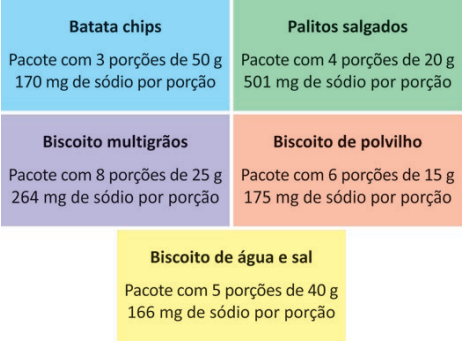 Batata chips
Pacote com 3 porções de 50 g
170 mg de sódio por porção
Palitos salgados
Pacote com 4 porções de 20 g
501 mg de sódio por porção
Biscoito multigrãos
Pacote com 8 porções de 25 g
264 mg de sódio por porção
Biscoito de polvilho
Pacote com 6 porções de 15 g
175 mg de sódio por porção
Biscoito de água e sal
Pacote com 5 porções de 40 g
166 mg de sódio por porção